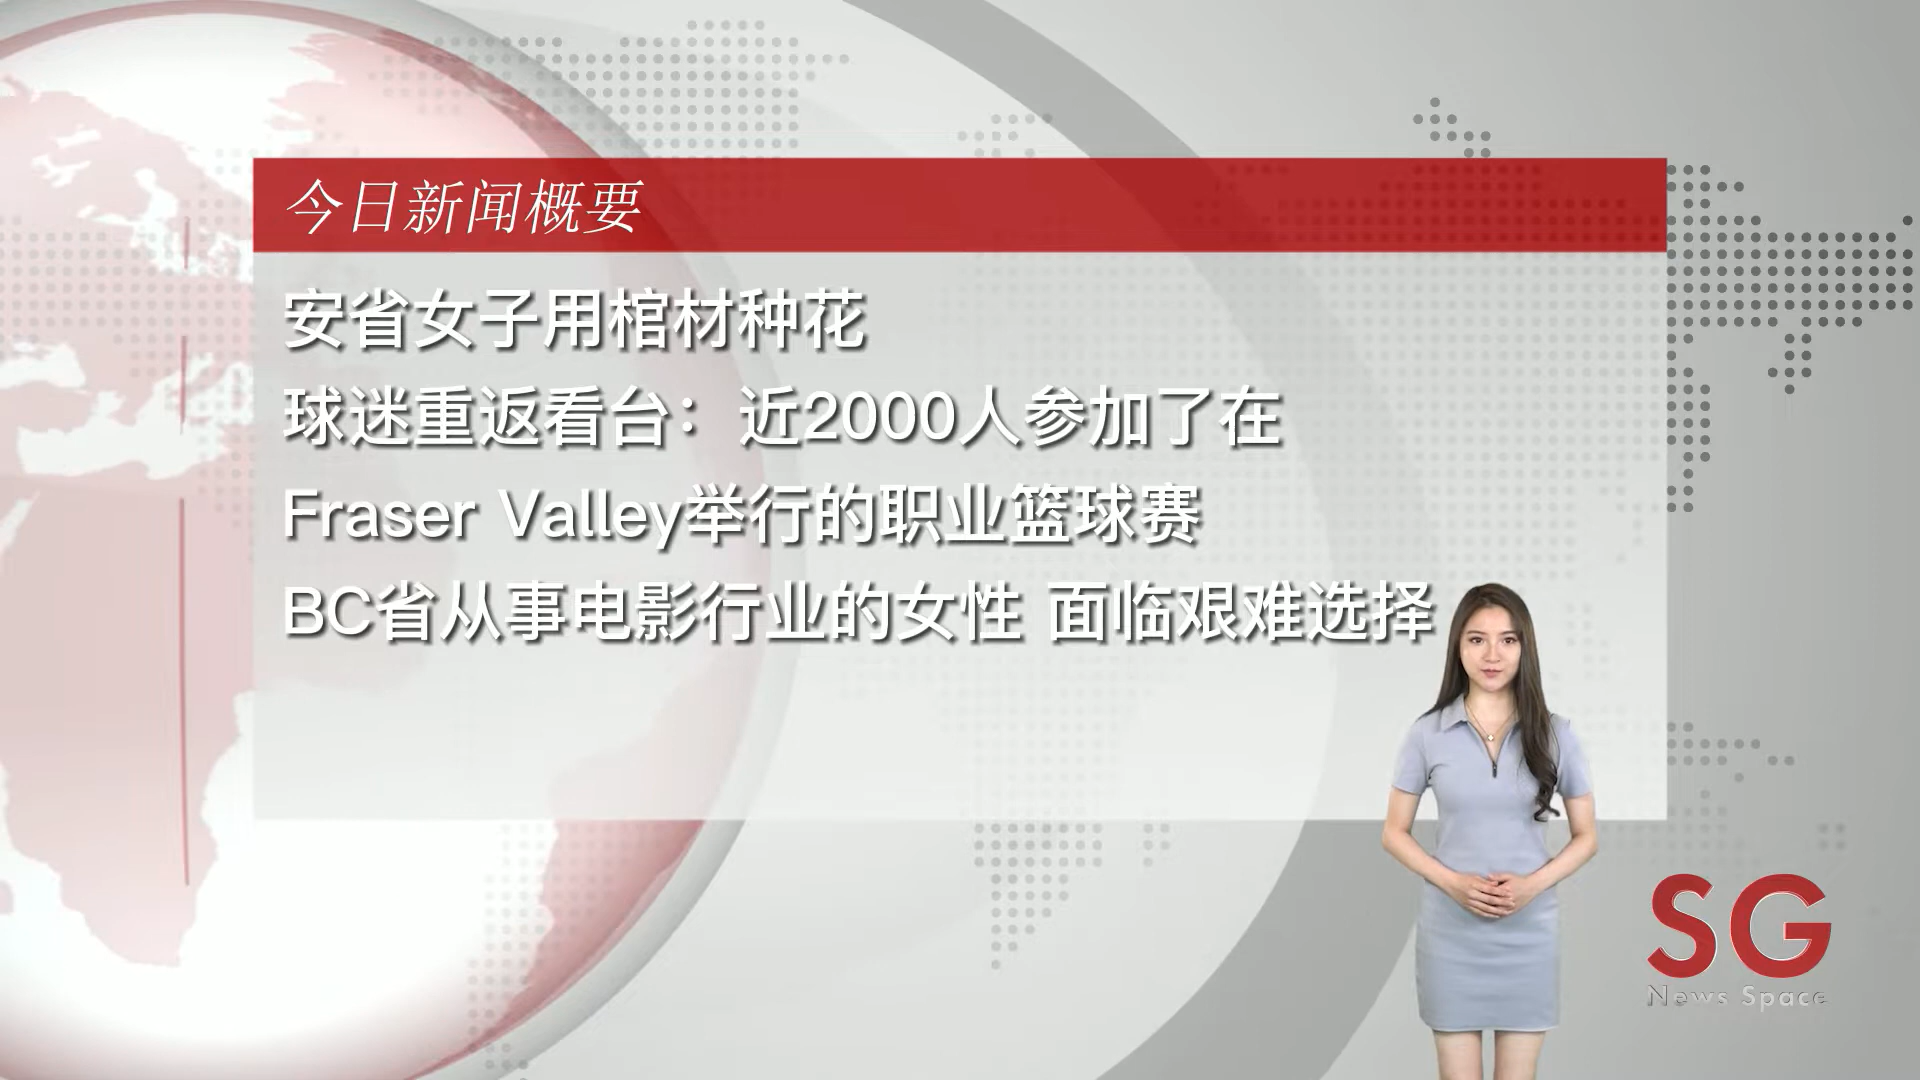 今日新闻概要
安省女子用棺材种花
球迷重返看台：近2000人参加了在
Fraser Valley举行的职业篮球赛
BC省从事电影行业的女性 面临艰难选择
SG
News Space